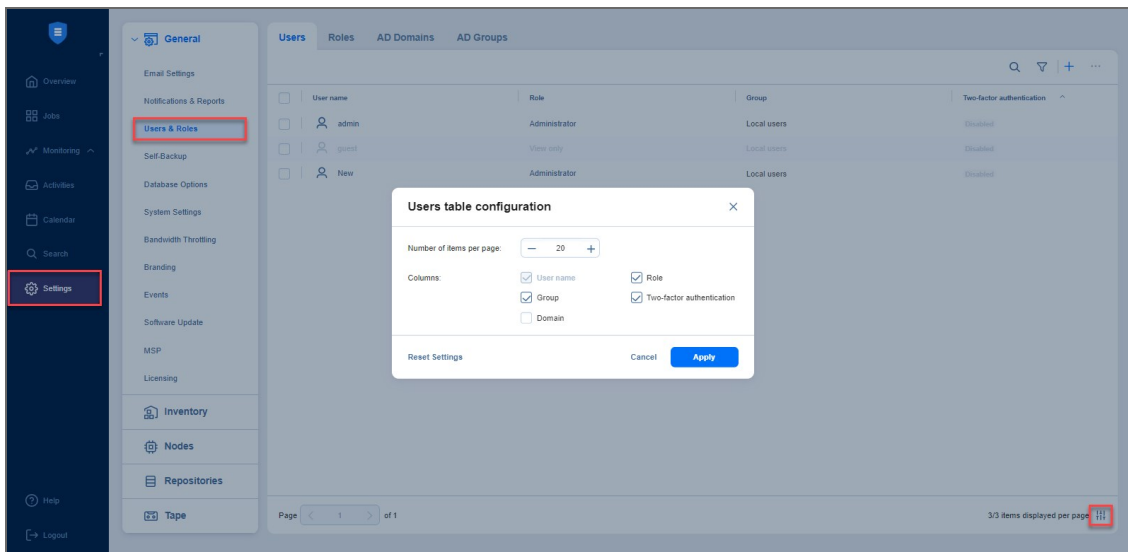 Overview
Jobs
Monitoring
Activities
Calendar
Search
Settings
Help
Logout
General
Email Settings
Notifications & Reports
Users & Roles
Self-Backup
Database Options
System Settings
Bandwidth Throttling
Branding
Events
Software Update
MSP
Licensing
Inventory
Nodes
Repositories
Tape
Users Roles AD Domains AD Groups
User name Role Group Two-factor authentication
admin Administrator Local users Disabled
guest View only Local users Disabled
New Administrator Local users Disabled
Users table configuration
Number of items per page: 20
Columns: User name Role
Group Two-factor authentication
Domain
Reset Settings Cancel Apply
Page 1 of 1 3/3 items displayed per page